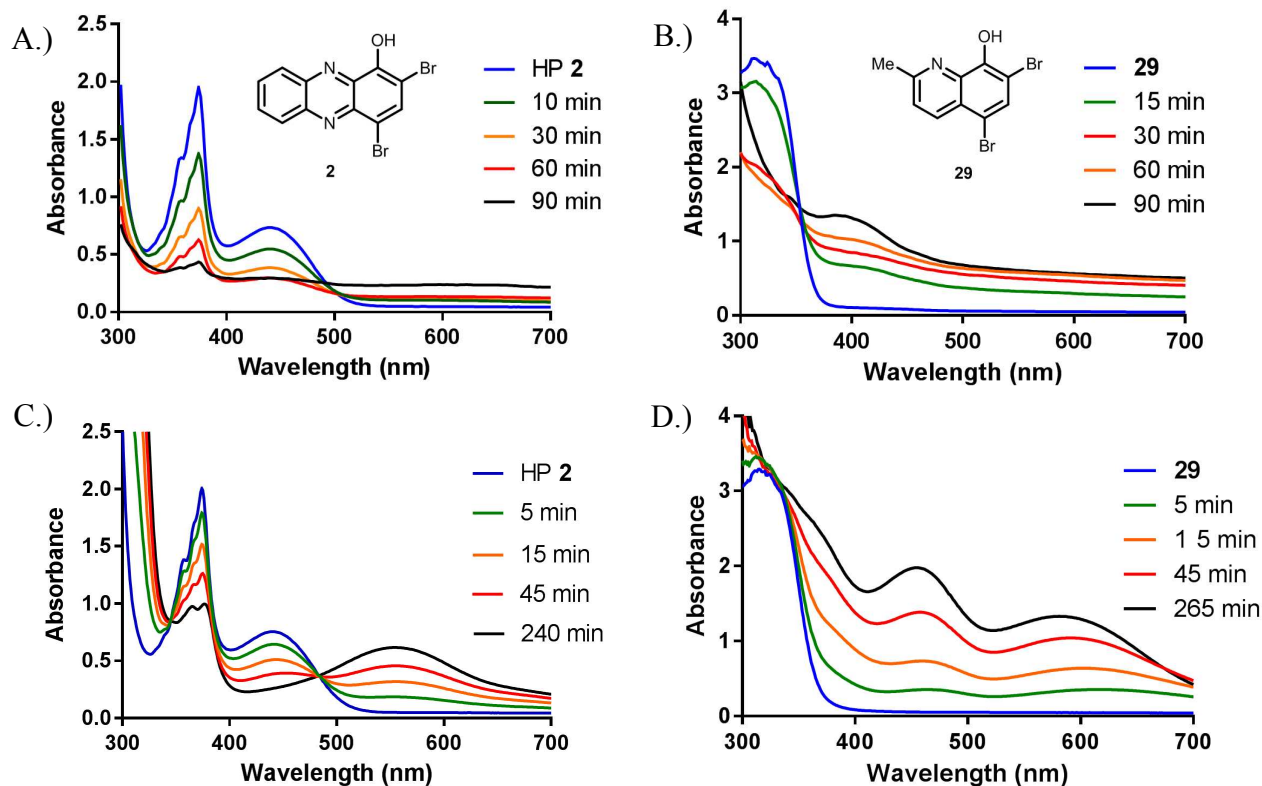 A.)
2.5
2.0
1.5
1.0
0.5
0.0
300 400 500 600 700
Absorbance
Wavelength (nm)
OH
N
Br
N
Br
2
HP 2
10 min
30 min
60 min
90 min
B.)
4
3
2
1
0
300 400 500 600 700
Absorbance
Wavelength (nm)
OH
Me
N
Br
Br
29
29
15 min
30 min
60 min
90 min
C.)
2.5
2.0
1.5
1.0
0.5
0.0
300 400 500 600 700
Absorbance
Wavelength (nm)
HP 2
5 min
15 min
45 min
240 min
D.)
4
3
2
1
0
300 400 500 600 700
Absorbance
Wavelength (nm)
29
5 min
1 5 min
45 min
265 min